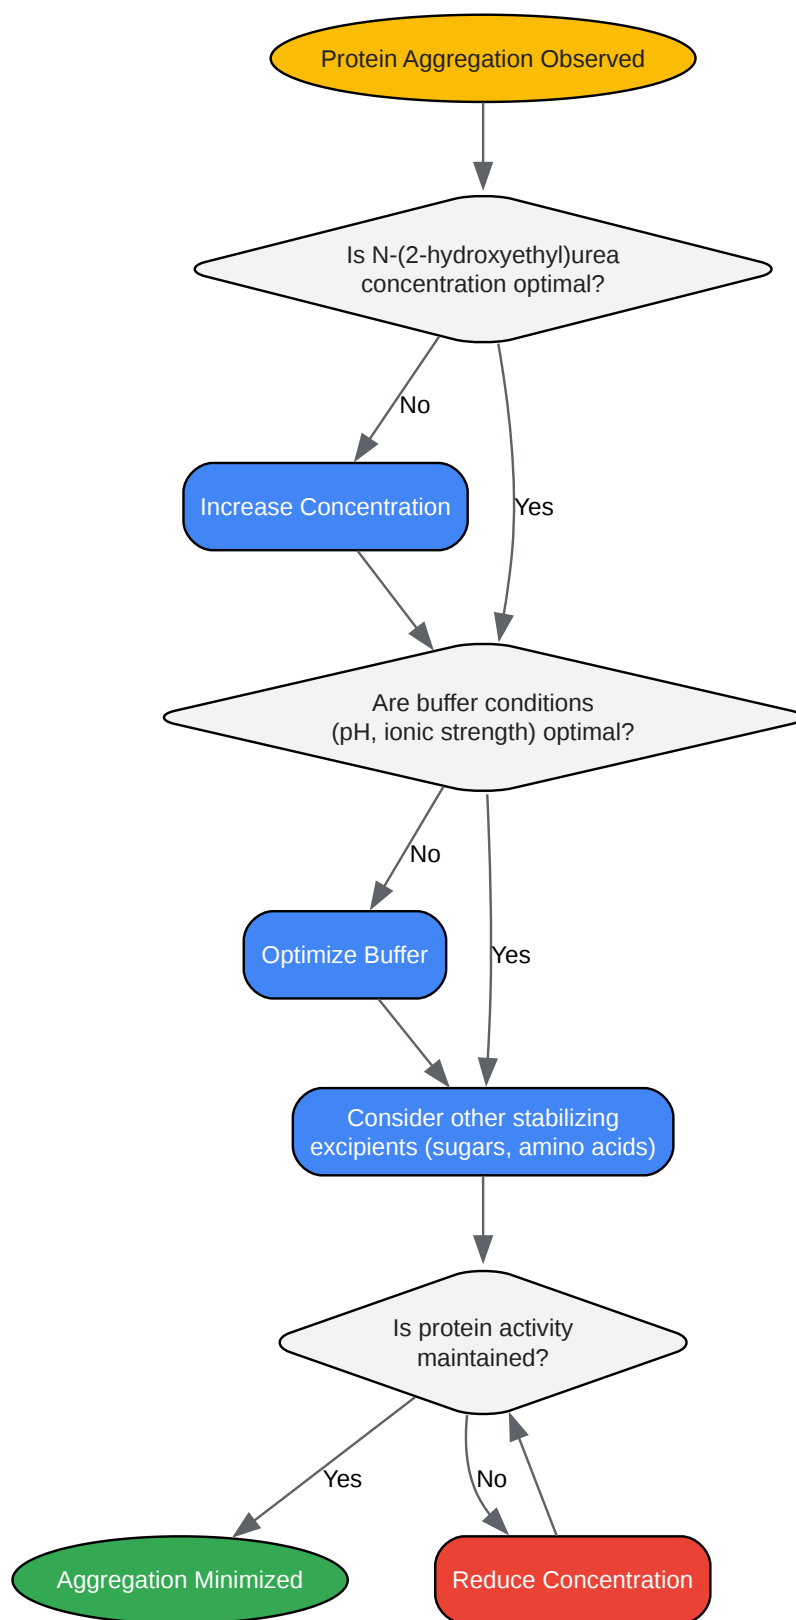 Protein Aggregation Observed
Is N-(2-hydroxyethyl)urea
concentration optimal?
No
Increase Concentration
Yes
Are buffer conditions
(pH, ionic strength) optimal?
No
Optimize Buffer
Yes
Consider other stabilizing
excipients (sugars, amino acids)
Is protein activity
maintained?
Yes
No
Aggregation Minimized
Reduce Concentration